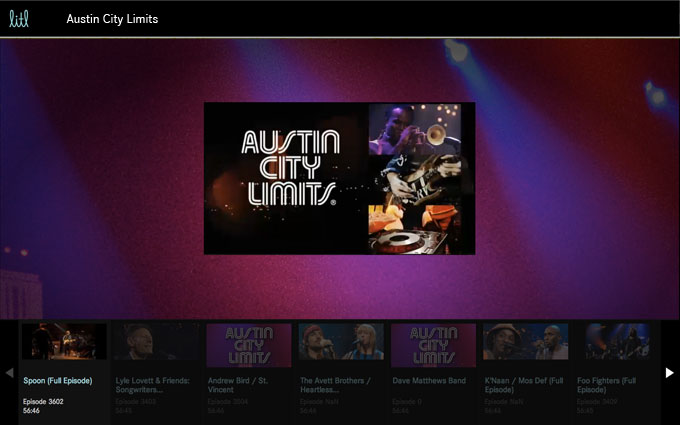 litl
Austin City Limits
AUSTIN
CITY
LIMITS®
AUSTIN
CITY
LIMITS
AUSTIN
CITY
LIMITS
Spoon (Full Episode)
Episode 3602
56:46
Lyle Lovett & Friends:
Songwriters...
Episode 3403
56:45
Andrew Bird / St.
Vincent
56:46
The Avett Brothers /
Heartless...
Episode NaN
56:46
Dave Matthews Band
Episode 0
56:46
K'Naan / Mos Def (Full
Episode)
Episode NaN
56:46
Foo Fighters (Full
Episode)
Episode 3409
56:45